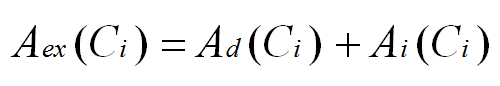 Aex(Ci) = Ad(Ci) + Ai(Ci)